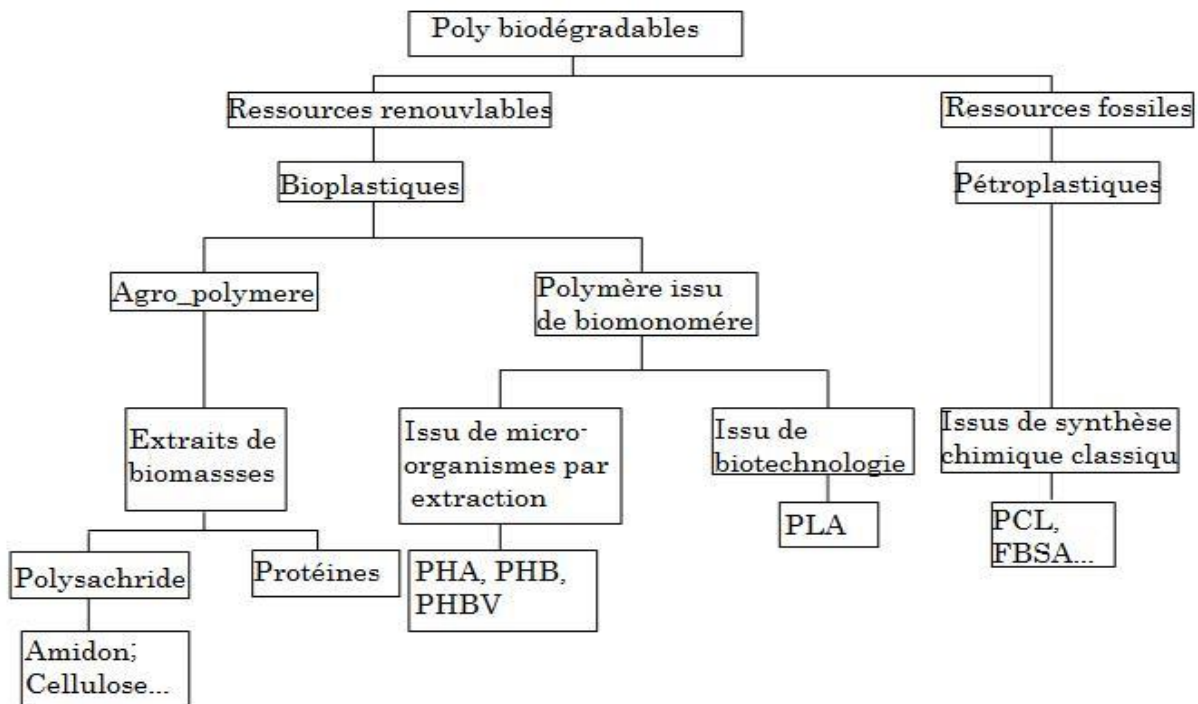 Poly biodégradables
Ressources renouvlables
Ressources fossiles
Bioplastiques
Pétroplastiques
Agro_polymere
Polymère issu
de biomonomére
Extraits de
biomassses
Issu de micro-
organismes par
extraction
Issu de
biotechnologie
Issus de synthèse
chimique classiqu
PLA
PCL,
FBSA...
Polysachride
Protéines
PHA, PHB,
PHBV
Amidon;
Cellulose...